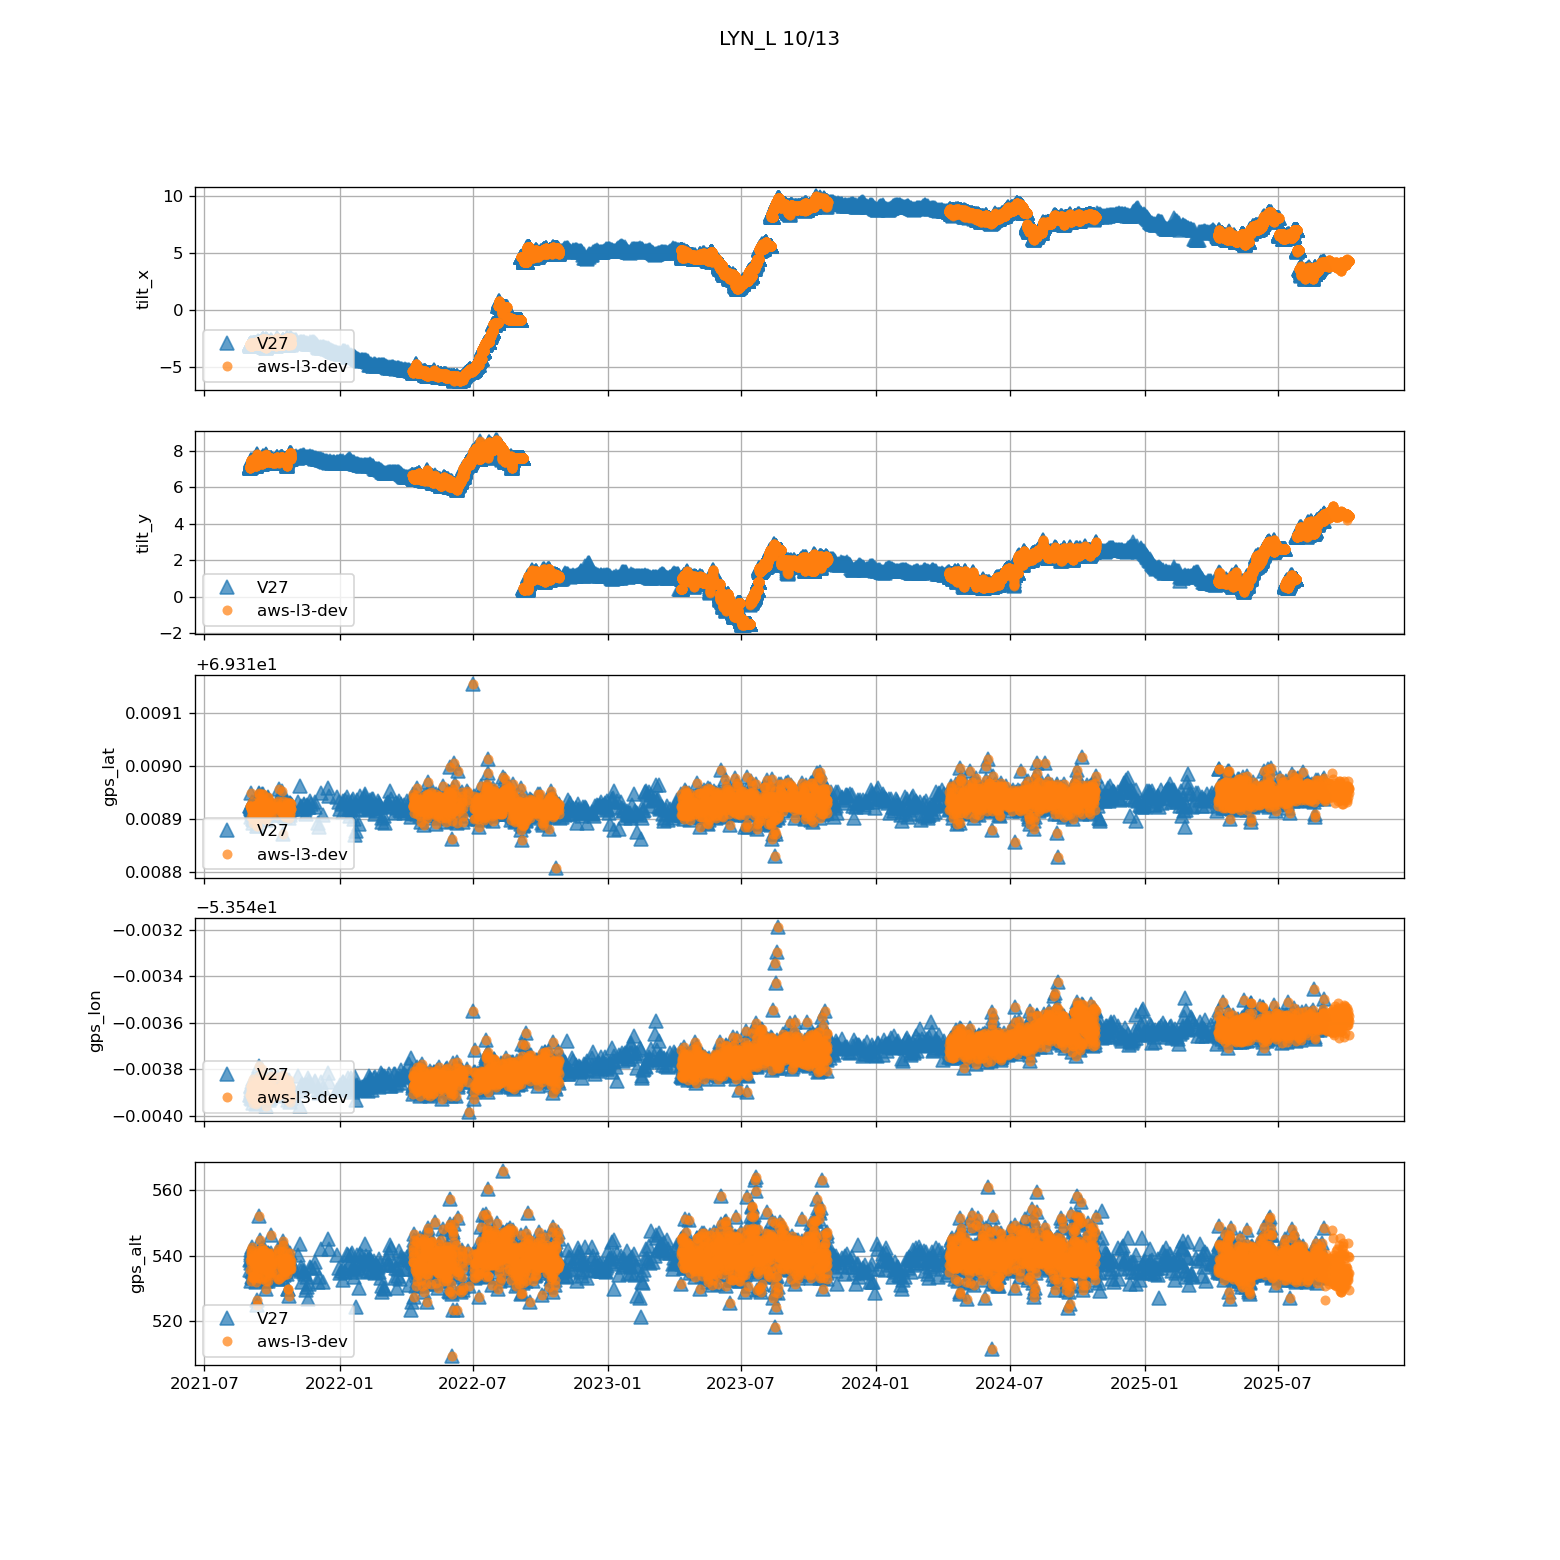 LYN_L 10/13
10
5
0
−5
tilt_x
V27
aws-l3-dev
8
6
4
2
0
−2
tilt_y
V27
aws-l3-dev
+6.931e1
0.0091
0.0090
0.0089
0.0088
gps_lat
V27
aws-l3-dev
−5.354e1
−0.0032
−0.0034
−0.0036
−0.0038
−0.0040
gps_lon
V27
aws-l3-dev
560
540
520
gps_alt
V27
aws-l3-dev
2021-07 2022-01 2022-07 2023-01 2023-07 2024-01 2024-07 2025-01 2025-07